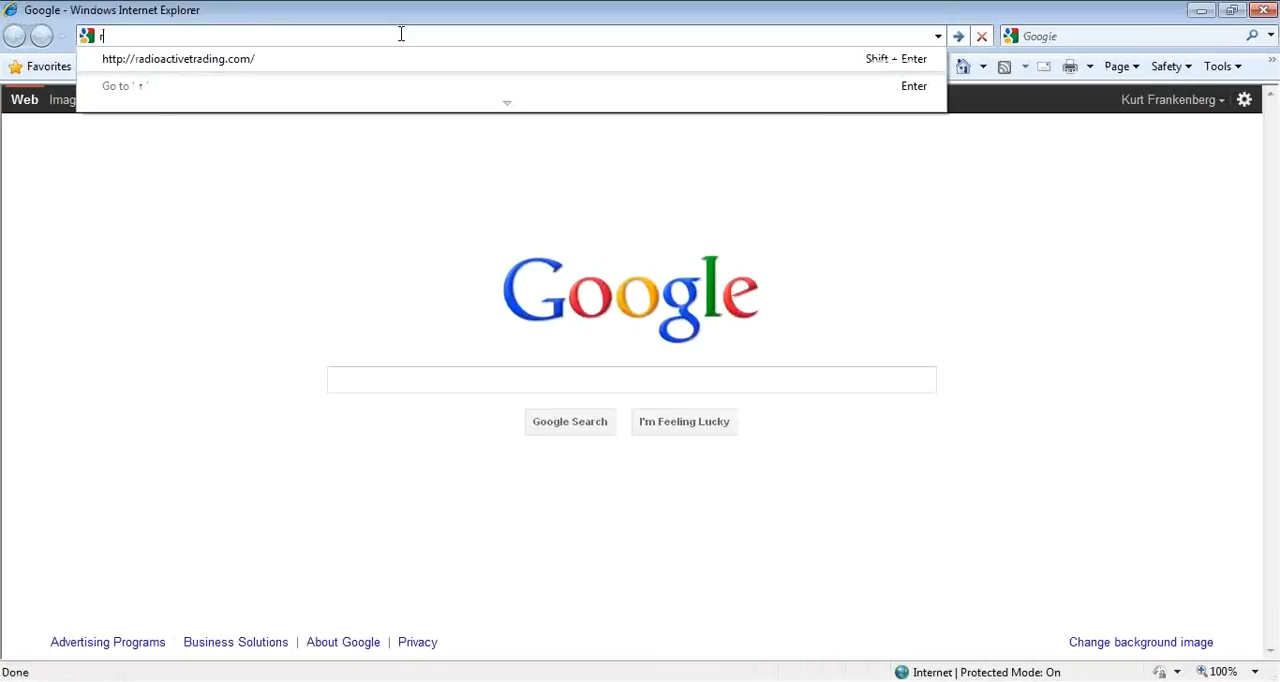 Google - Windows Internet Explorer
r
Google
http://radioactivetrading.com/ Shift + Enter
Go to ' r ' Enter
Favorites
Page Safety Tools »
Web Imag
Kurt Frankenberg
Google
Google Search I'm Feeling Lucky
Advertising Programs Business Solutions | About Google | Privacy
Change background image
Done
Internet | Protected Mode: On
100%